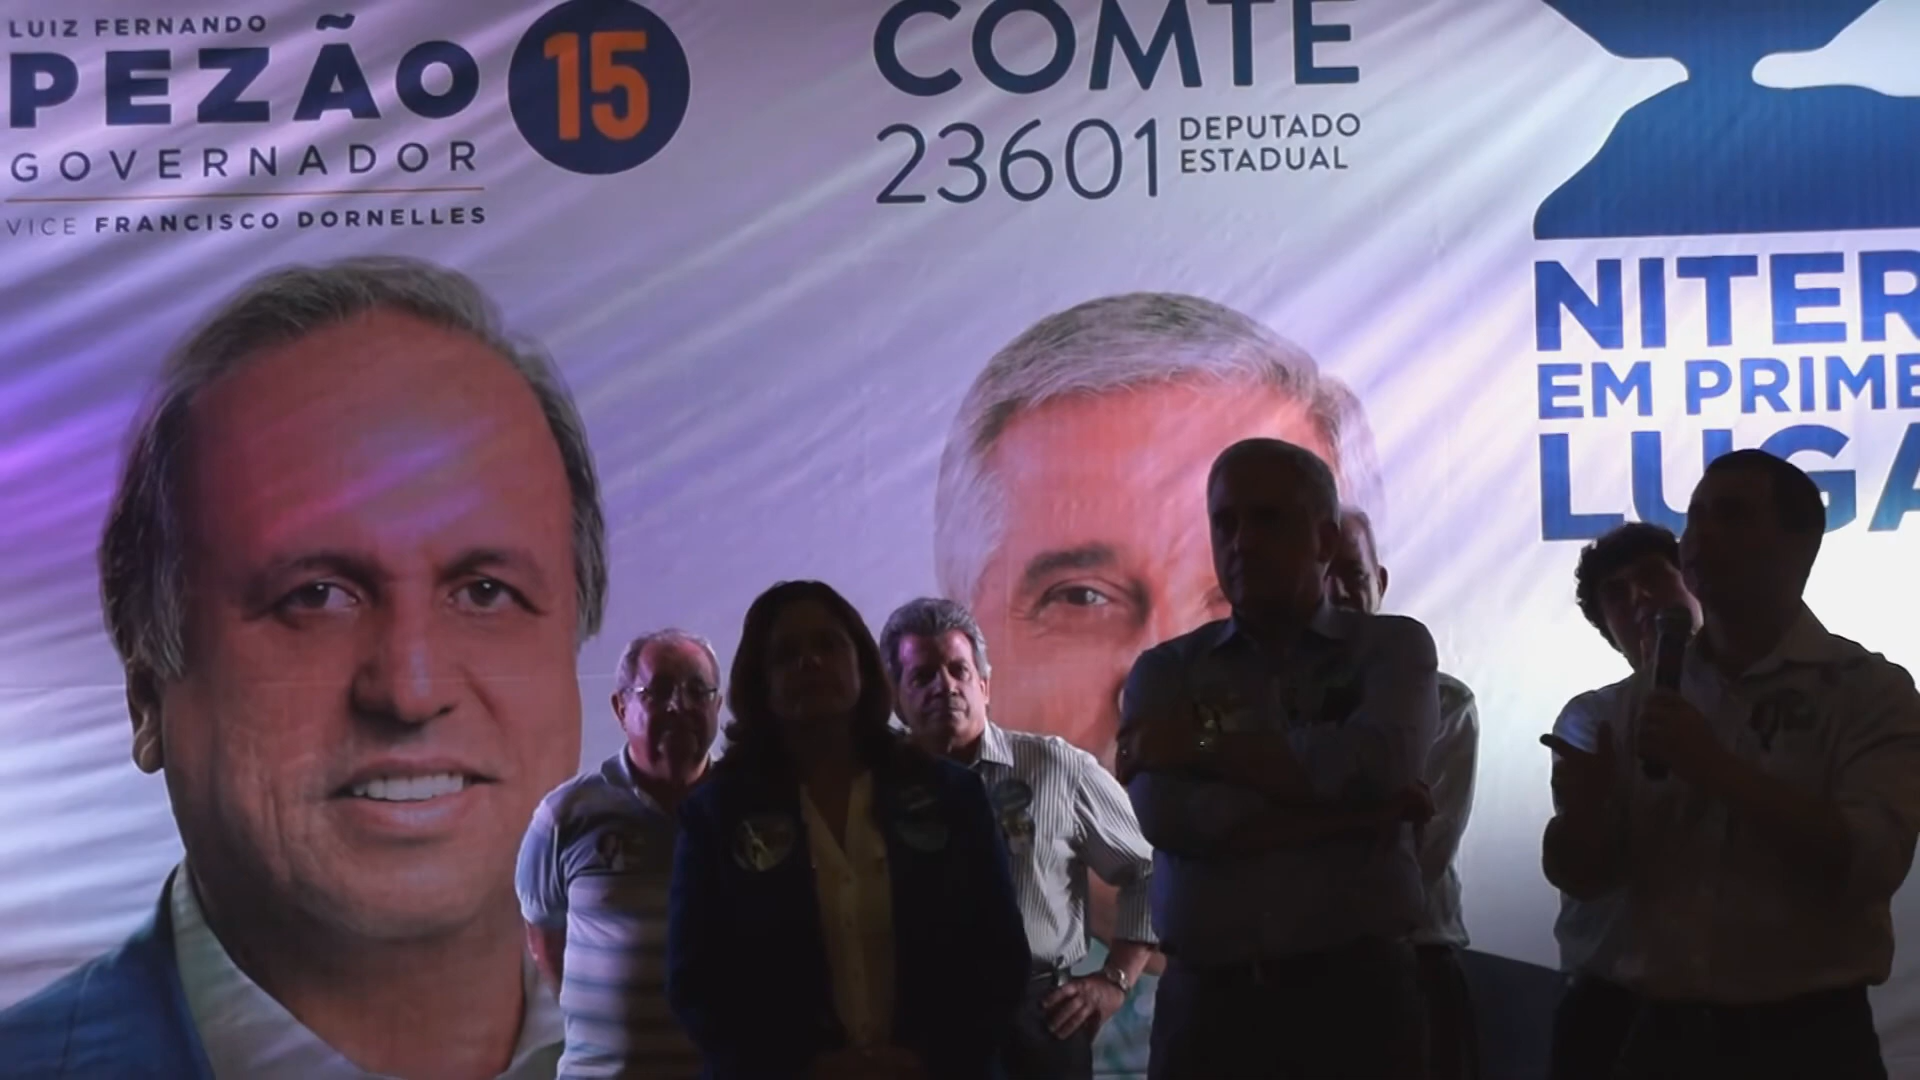 LUIZ FERNANDO
PEZÃO
15
GOVERNADOR
VICE FRANCISCO DORNELLES
COMTE
23601
DEPUTADO
ESTADUAL
NITER
EM PRIME
LUGA